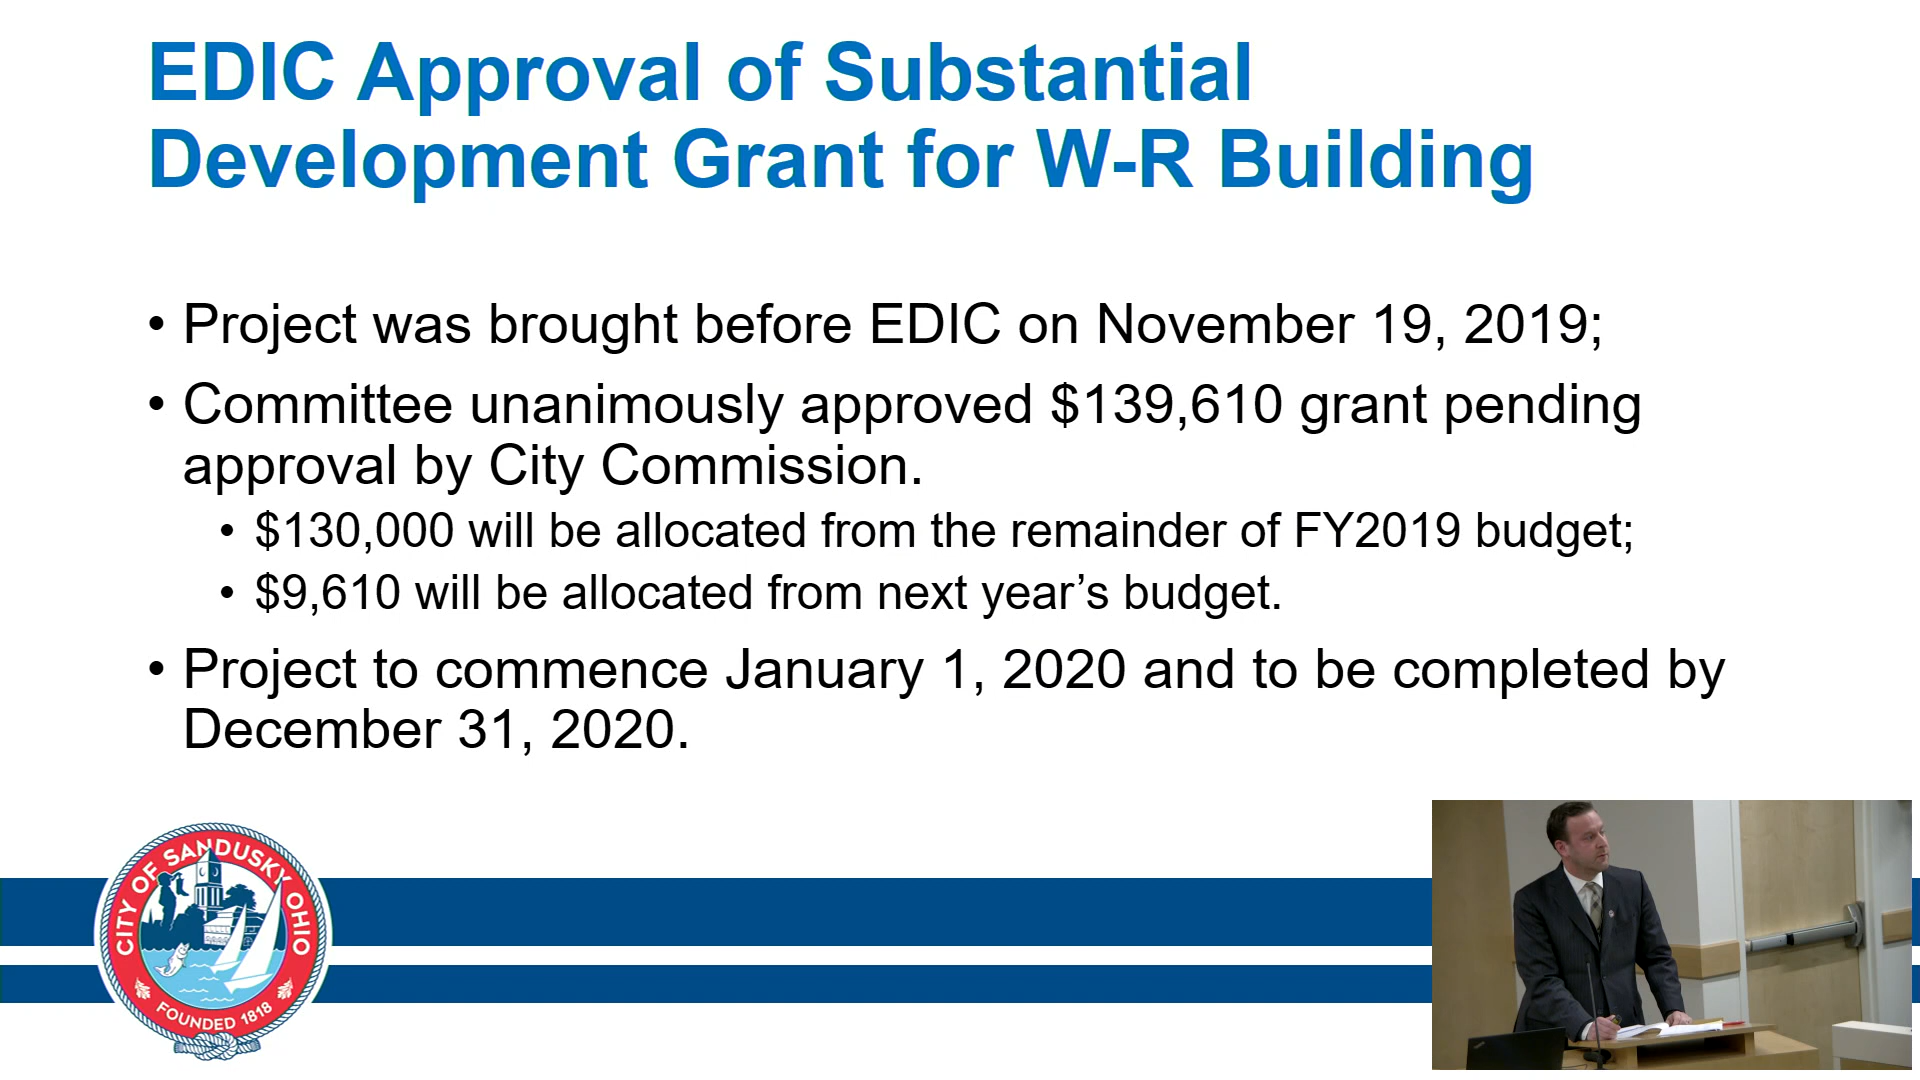 EDIC Approval of Substantial
Development Grant for W-R Building
• Project was brought before EDIC on November 19, 2019;
• Committee unanimously approved $139,610 grant pending
approval by City Commission.
• $130,000 will be allocated from the remainder of FY2019 budget;
• $9,610 will be allocated from next year’s budget.
• Project to commence January 1, 2020 and to be completed by
December 31, 2020.
CITY OF SANDUSKY OHIO
FOUNDED 1818